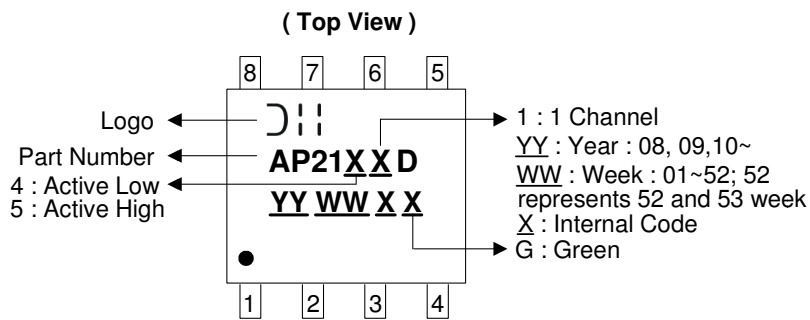 ( Top View )
8 7 6 5
Logo
Part Number
4 : Active Low
5 : Active High
AP21XXD
YY WW X X
1 : 1 Channel
YY : Year : 08, 09,10~
WW : Week : 01~52; 52
represents 52 and 53 week
X : Internal Code
G : Green
1 2 3 4